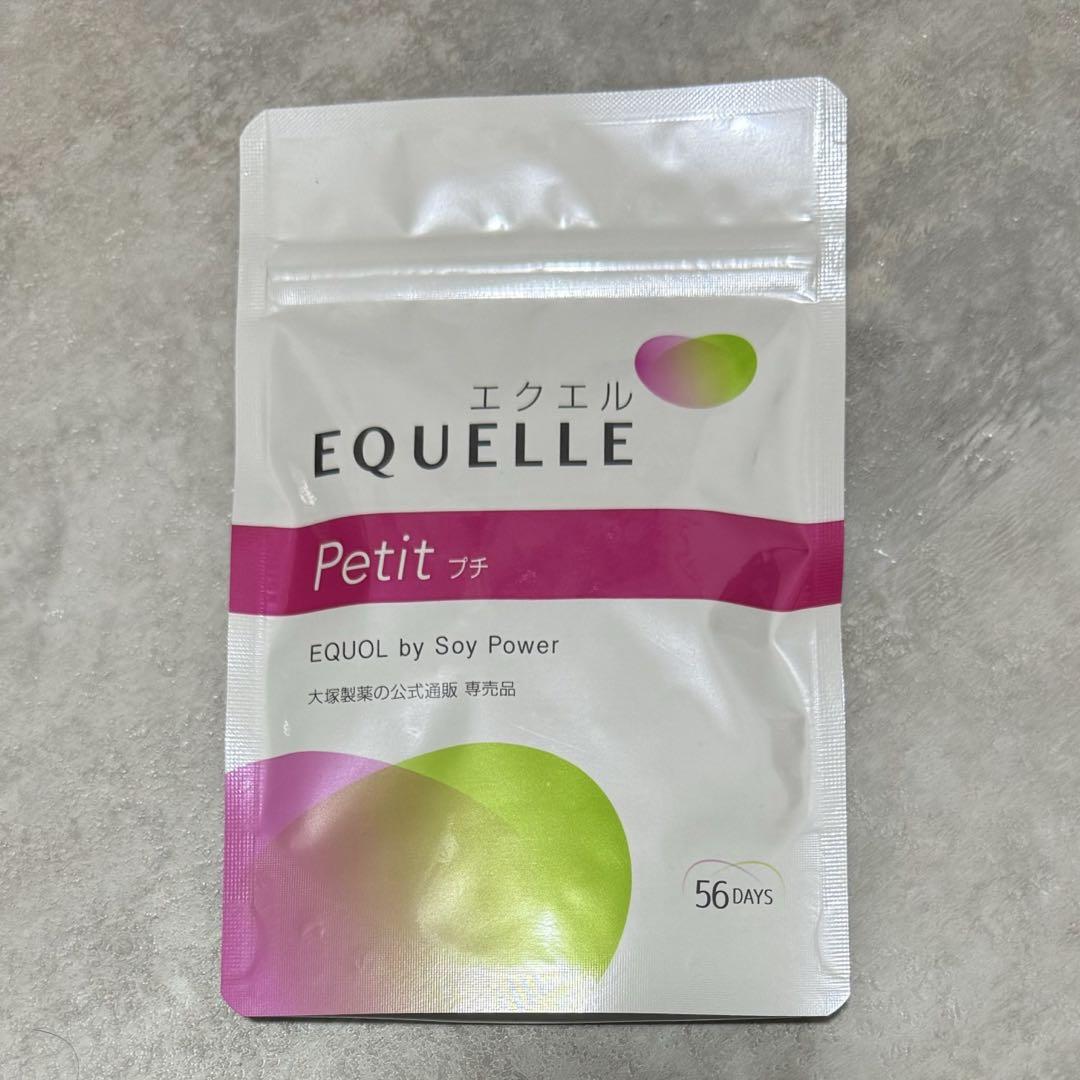 エクエル
EQUELLE
Petit プチ
EQUOL by Soy Power
大塚製薬の公式通販 専売品
56 DAYS